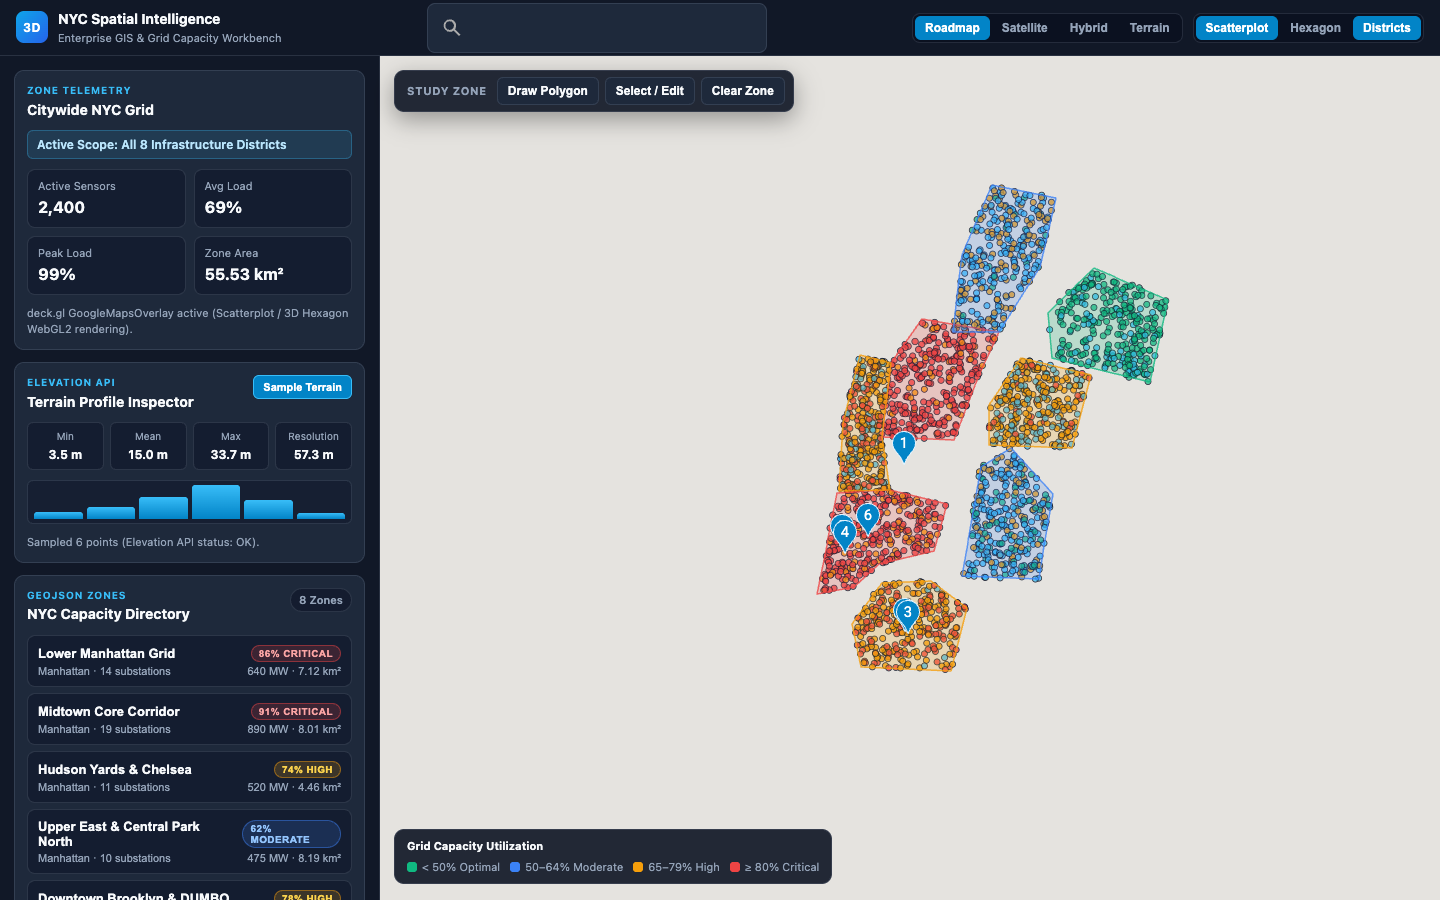 3D
NYC Spatial Intelligence
Enterprise GIS & Grid Capacity Workbench
Roadmap
Satellite
Hybrid
Terrain
Scatterplot
Hexagon
Districts
ZONE TELEMETRY
Citywide NYC Grid
Active Scope: All 8 Infrastructure Districts
Active Sensors
2,400
Avg Load
69%
Peak Load
99%
Zone Area
55.53 km²
deck.gl GoogleMapsOverlay active (Scatterplot / 3D Hexagon
WebGL2 rendering).
ELEVATION API
Terrain Profile Inspector
Sample Terrain
Min
3.5 m
Mean
15.0 m
Max
33.7 m
Resolution
57.3 m
Sampled 6 points (Elevation API status: OK).
GEOJSON ZONES
NYC Capacity Directory
8 Zones
Lower Manhattan Grid
86% CRITICAL
Manhattan · 14 substations
640 MW · 7.12 km²
Midtown Core Corridor
91% CRITICAL
Manhattan · 19 substations
890 MW · 8.01 km²
Hudson Yards & Chelsea
74% HIGH
Manhattan · 11 substations
520 MW · 4.46 km²
Upper East & Central Park
North
62%
MODERATE
Manhattan · 10 substations
475 MW · 8.19 km²
Downtown Brooklyn & DUMBO
78% HIGH
STUDY ZONE
Draw Polygon
Select / Edit
Clear Zone
1
6
4
3
Grid Capacity Utilization
< 50% Optimal
50–64% Moderate
65–79% High
≥ 80% Critical